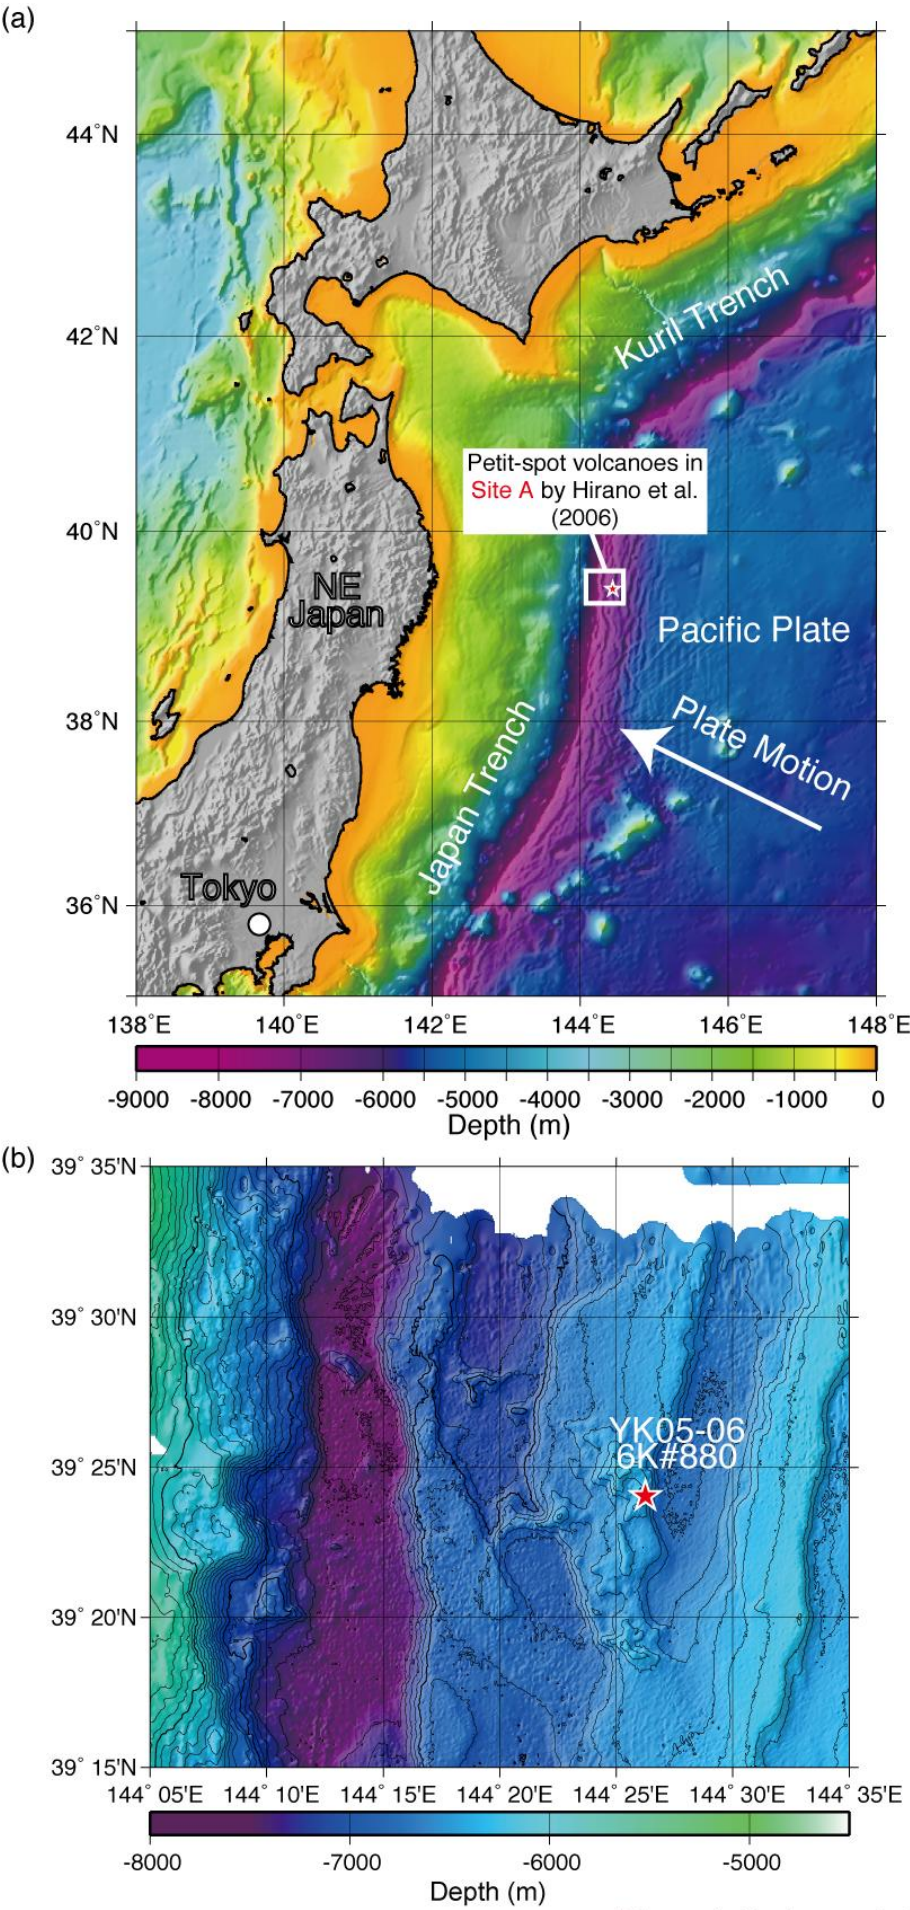 (a)
44°N
42°N
40°N
38°N
36°N
Kuril Trench
Petit-spot volcanoes in
Site A by Hirano et al.
(2006)
NE
Japan
Pacific Plate
Plate Motion
Japan Trench
Tokyo
138°E 140°E 142°E 144°E 146°E 148°E
-9000 -8000 -7000 -6000 -5000 -4000 -3000 -2000 -1000 0
Depth (m)
(b)
39° 35'N
39° 30'N
YK05-06
6K#880
39° 25'N
39° 20'N
39° 15'N
144° 05'E 144° 10'E 144° 15'E 144° 20'E 144° 25'E 144° 30'E 144° 35'E
-8000 -7000 -6000 -5000
Depth (m)